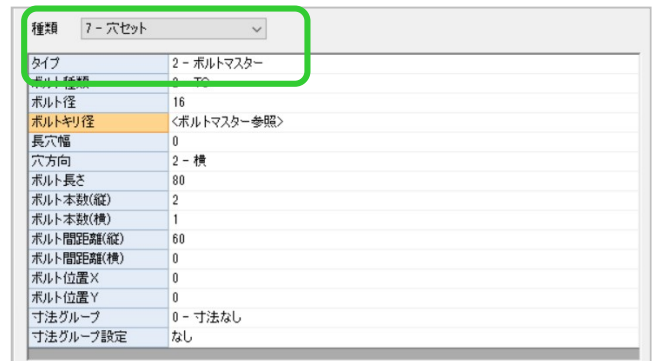 種類 7 - 穴セット
タイプ 2 - ボルトマスター
ボルト種類
ボルト径 16
ボルトキリ径 <ボルトマスター参照>
長穴幅 0
穴方向 2 - 横
ボルト長さ 80
ボルト本数(縦) 2
ボルト本数(横) 1
ボルト間距離(縦) 60
ボルト間距離(横) 0
ボルト位置X 0
ボルト位置Y 0
寸法グループ 0 - 寸法なし
寸法グループ設定 なし